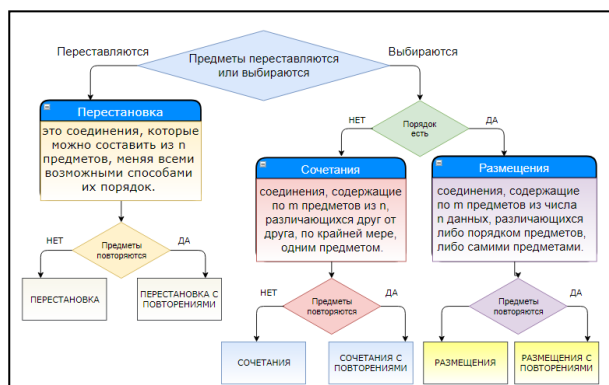 Переставляются
Предметы переставляются
или выбираются
Выбираются
Перестановка
это соединения, которые
можно составить из n
предметов, меняя всеми
возможными способами
их порядок.
НЕТ
Порядок
есть
ДА
Сочетания
соединения, содержащие
по m предметов из n,
различающихся друг от
друга, по крайней мере,
одним предметом.
Размещения
соединения, содержащие
по m предметов из числа
n данных, различающихся
либо порядком предметов,
либо самими предметами.
НЕТ
Предметы
повторяются
ДА
ПЕРЕСТАНОВКА
ПЕРЕСТАНОВКА С
ПОВТОРЕНИЯМИ
НЕТ
Предметы
повторяются
ДА
НЕТ
Предметы
повторяются
ДА
СОЧЕТАНИЯ
СОЧЕТАНИЯ С
ПОВТОРЕНИЯМИ
РАЗМЕЩЕНИЯ
РАЗМЕЩЕНИЯ С
ПОВТОРЕНИЯМИ